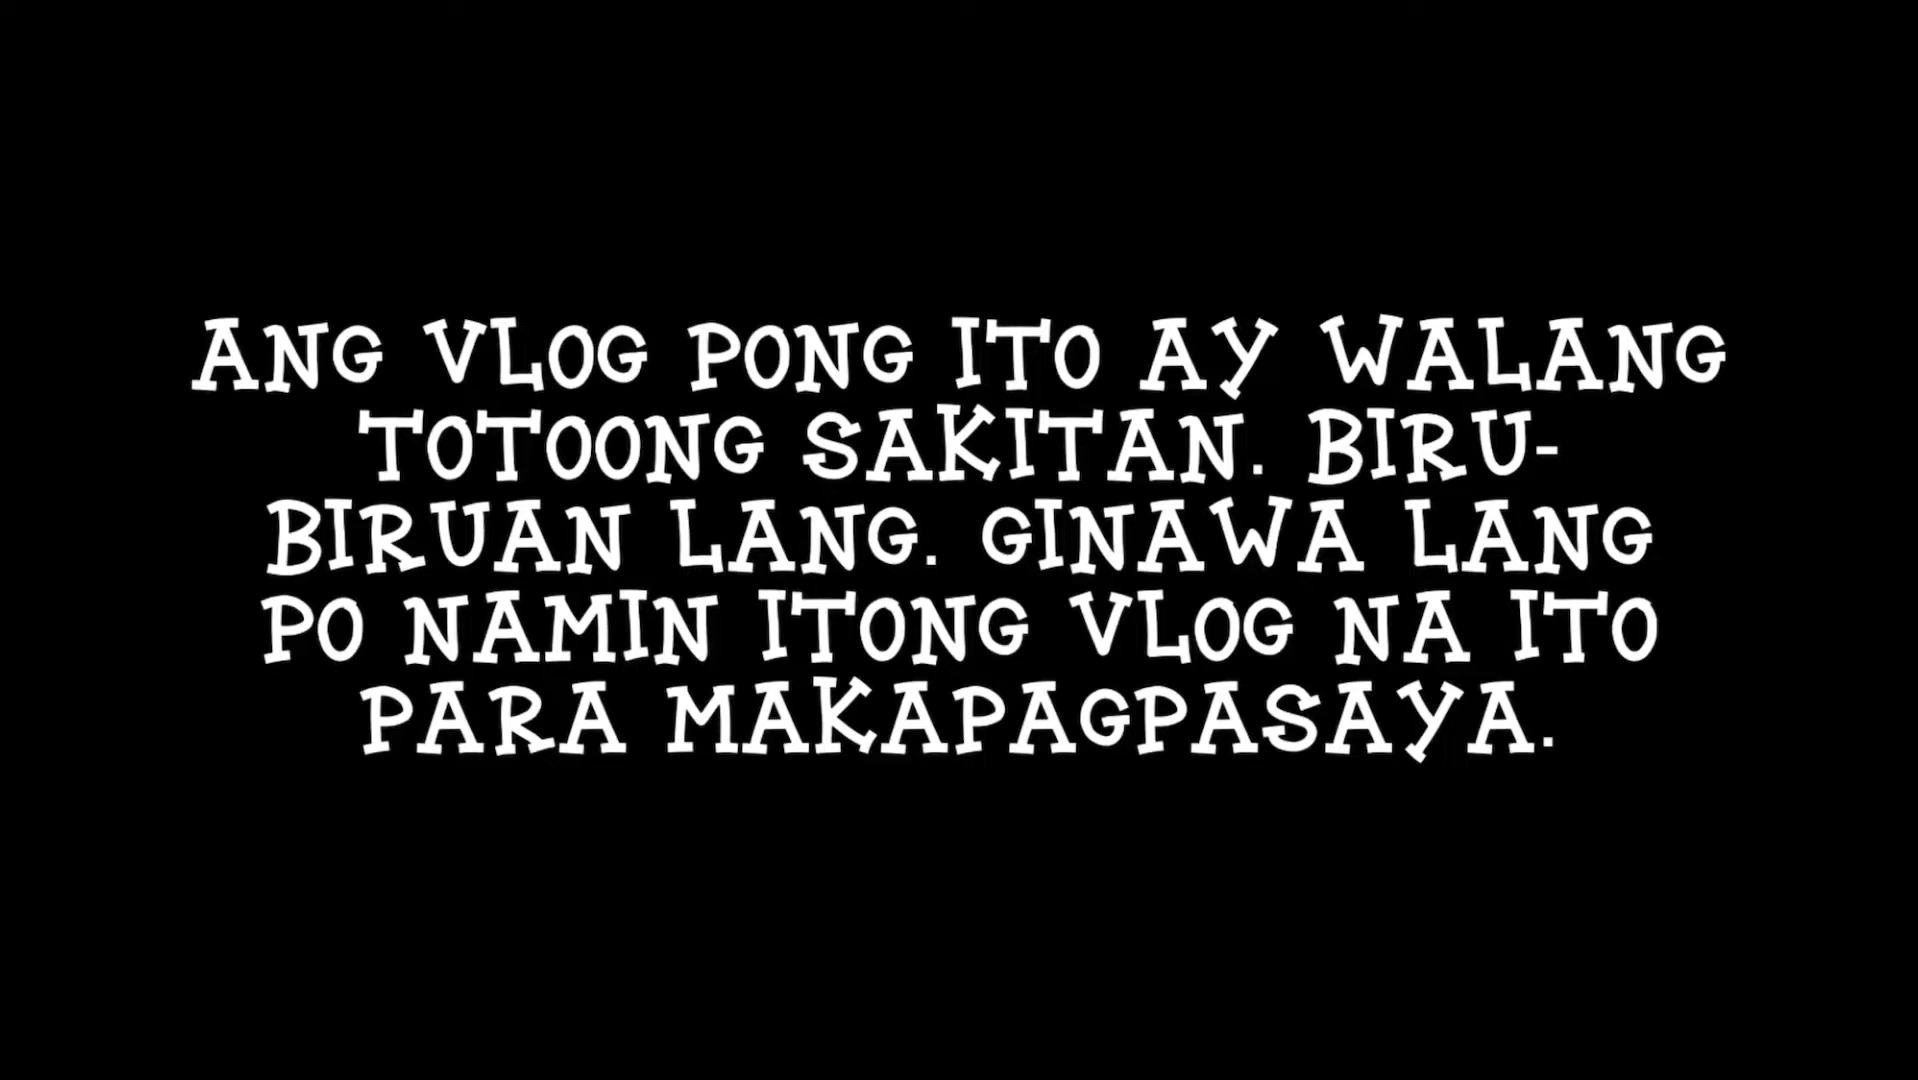 ANG VLOG PONG ITO AY WALANG
TOTOONG SAKITAN. BIRU-
BIRUAN LANG. GINAWA LANG
PO NAMIN ITONG VLOG NA ITO
PARA MAKAPAGPASAYA.